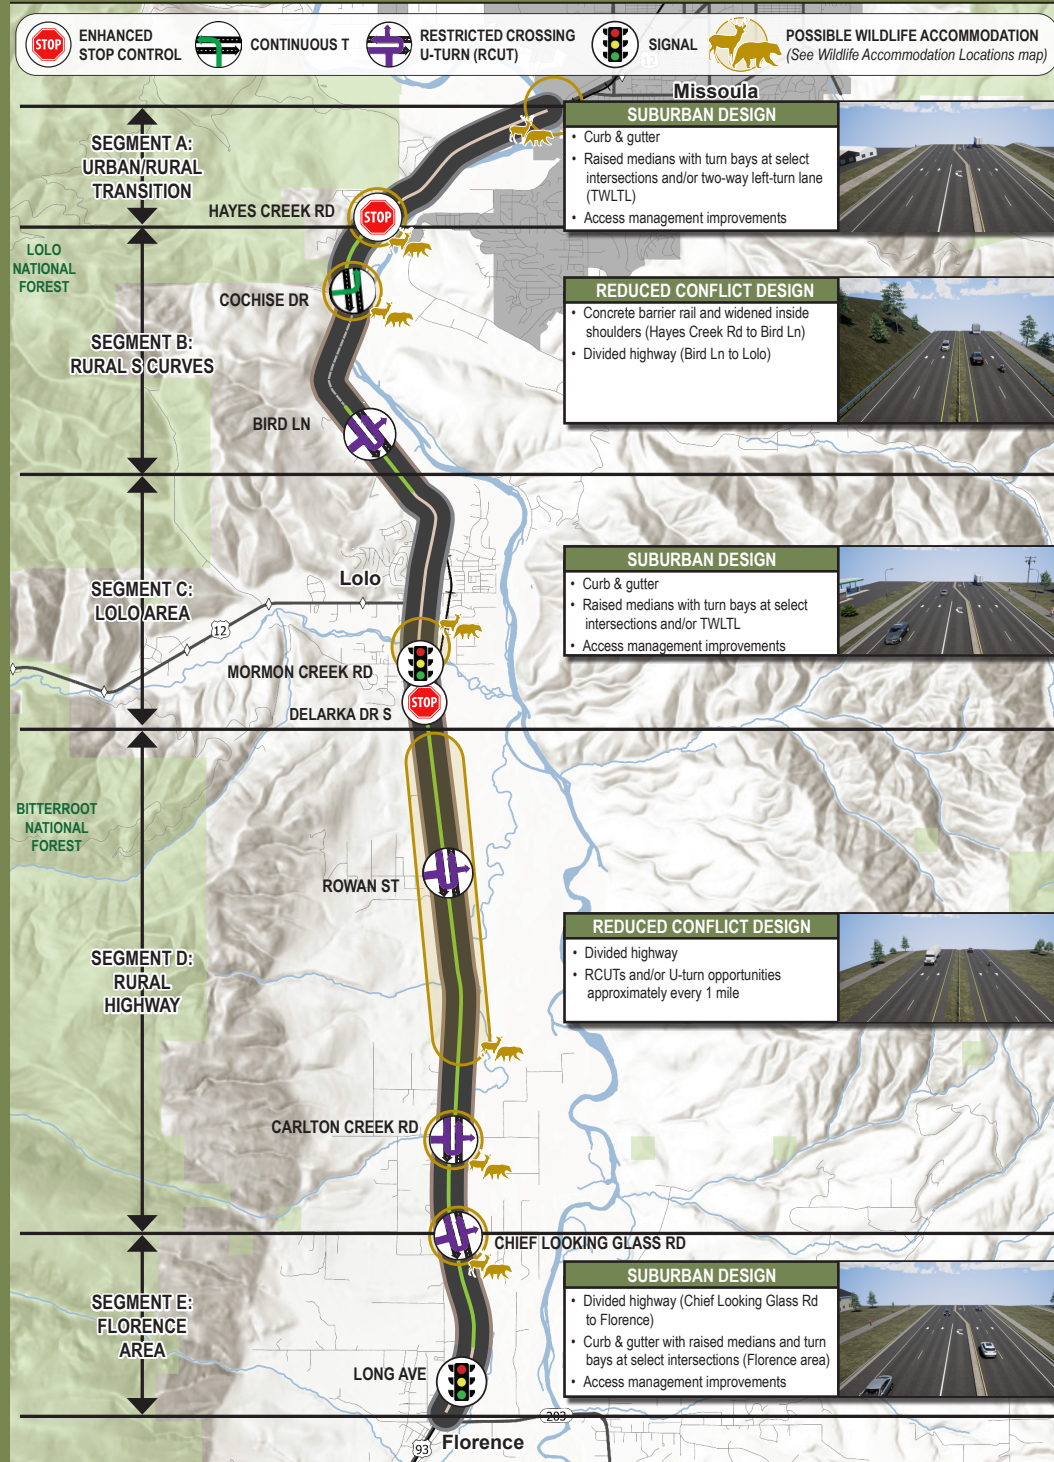 STOP
ENHANCED
STOP CONTROL
CONTINUOUS T
RESTRICTED CROSSING
U-TURN (RCUT)
SIGNAL
POSSIBLE WILDLIFE ACCOMMODATION
(See Wildlife Accommodation Locations map)
12
Missoula
SEGMENT A:
URBAN/RURAL
TRANSITION
SUBURBAN DESIGN
• Curb & gutter
• Raised medians with turn bays at select
intersections and/or two-way left-turn lane
(TWLTL)
• Access management improvements
HAYES CREEK RD
STOP
LOLO
NATIONAL
FOREST
COCHISE DR
SEGMENT B:
RURAL S CURVES
REDUCED CONFLICT DESIGN
• Concrete barrier rail and widened inside
shoulders (Hayes Creek Rd to Bird Ln)
• Divided highway (Bird Ln to Lolo)
BIRD LN
SEGMENT C:
LOLO AREA
Lolo
12
SUBURBAN DESIGN
• Curb & gutter
• Raised medians with turn bays at select
intersections and/or TWLTL
• Access management improvements
MORMON CREEK RD
STOP
DELARKA DR S
BITTERROOT
NATIONAL
FOREST
ROWAN ST
SEGMENT D:
RURAL
HIGHWAY
REDUCED CONFLICT DESIGN
• Divided highway
• RCUTs and/or U-turn opportunities
approximately every 1 mile
CARLTON CREEK RD
CHIEF LOOKING GLASS RD
SEGMENT E:
FLORENCE
AREA
SUBURBAN DESIGN
• Divided highway (Chief Looking Glass Rd
to Florence)
• Curb & gutter with raised medians and turn
bays at select intersections (Florence area)
• Access management improvements
LONG AVE
203
93
Florence